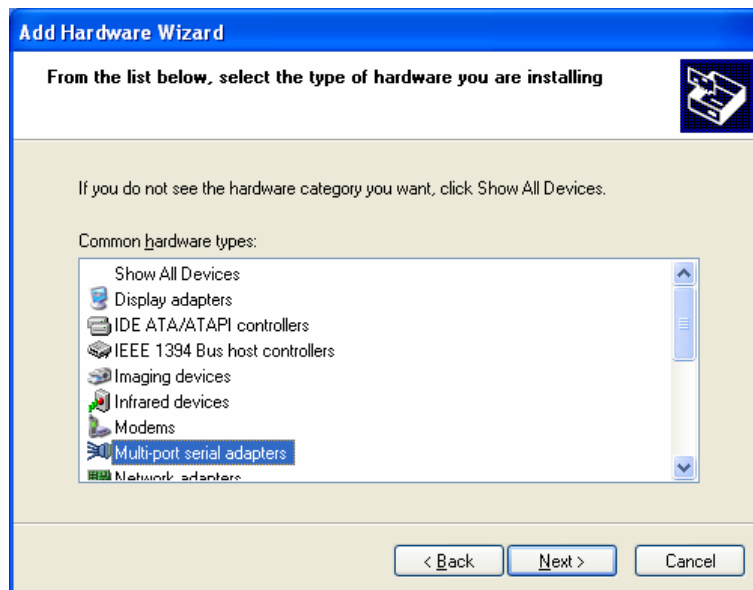 Add Hardware Wizard
From the list below, select the type of hardware you are installing
If you do not see the hardware category you want, click Show All Devices.
Common hardware types:
Show All Devices
Display adapters
IDE ATA/ATAPI controllers
IEEE 1394 Bus host controllers
Imaging devices
Infrared devices
Modems
Multi-port serial adapters
Network adapters
< Back Next > Cancel